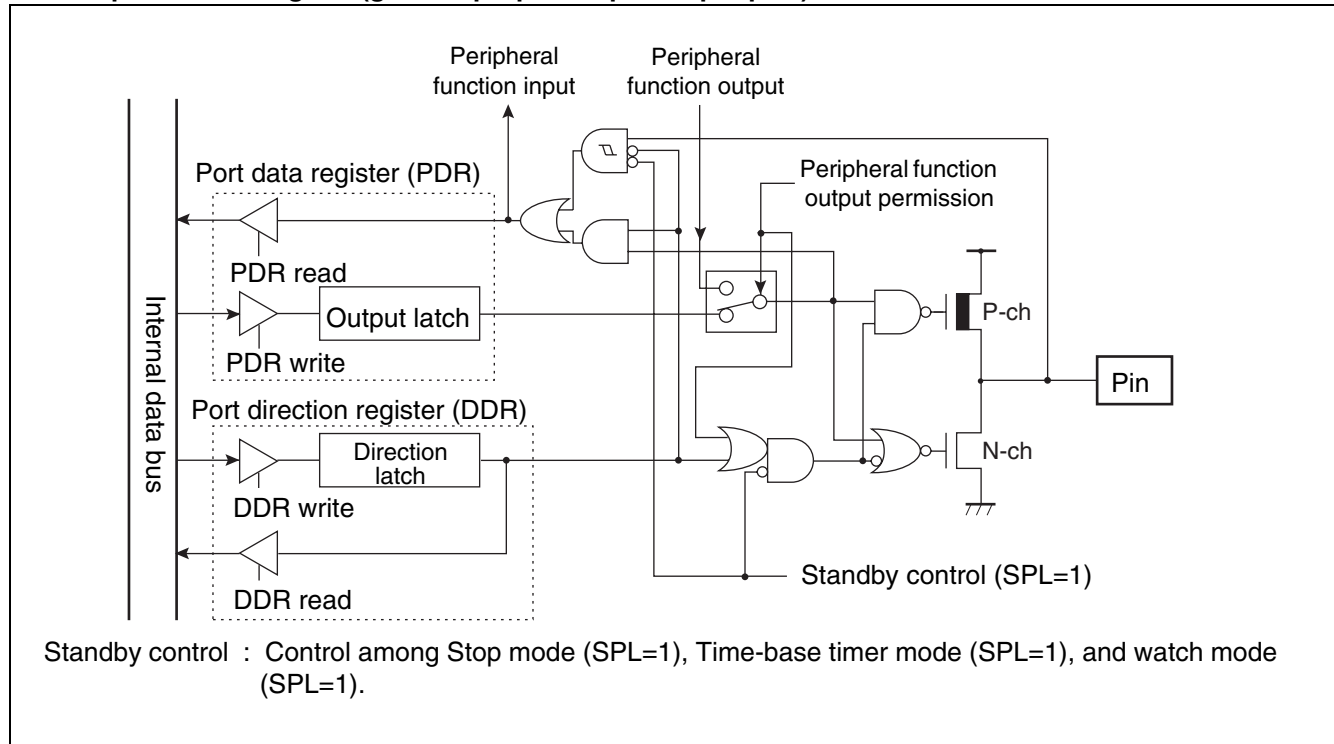 Peripheral
function input
Peripheral
function output
Port data register (PDR)
Peripheral function
output permission
PDR read
Output latch
PDR write
P-ch
Pin
Port direction register (DDR)
Internal data bus
Direction
latch
N-ch
DDR write
DDR read
Standby control (SPL=1)
Standby control : Control among Stop mode (SPL=1), Time-base timer mode (SPL=1), and watch mode
(SPL=1).